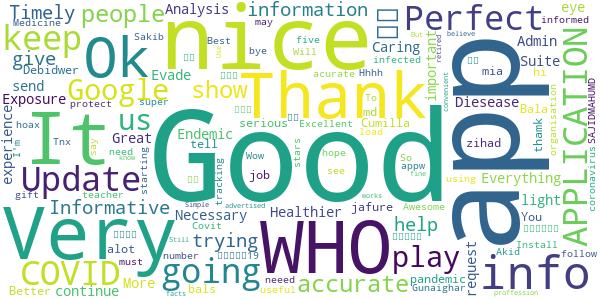 Timely people
Medicine
Analysis
information
Perfect
eye
keep
Sakib
Ok
nice
may
Best
bye
five
Will
Caring
important
Admin
informed
give
Debidwer
Evade
infected
Suite
send
Google
show
Thank
acurate
Hhhh
mia
hi
app
APPLICATION
Exposure
protect
super
To
md
Cumilla
Diesease
Bala
organisation
SAJIDMAHUMD
coronavirus
experience
I'm
hoax
us
Endemic
serious
Excellent
load
thamk
It
Good
Tnx
Great
tell
stars
hope
So
appw
zihad
convenient
Update
need
know
say
starting
Wow
job
see
fine
Everything
gift
teacher
tracking
Awesome
using
light
Very
Informative
Simple
advertised
works
WHO
Necessary
Healthier
jafure
help
You
alot
Covit
trying
neeed
play
request
Install
must
number
Akid
follow
COVID
More
going
Still
accurate
pandemic
info
Better
continue
bals
facts
useful
Gunaighar
proffession
But
retired
believe
Use